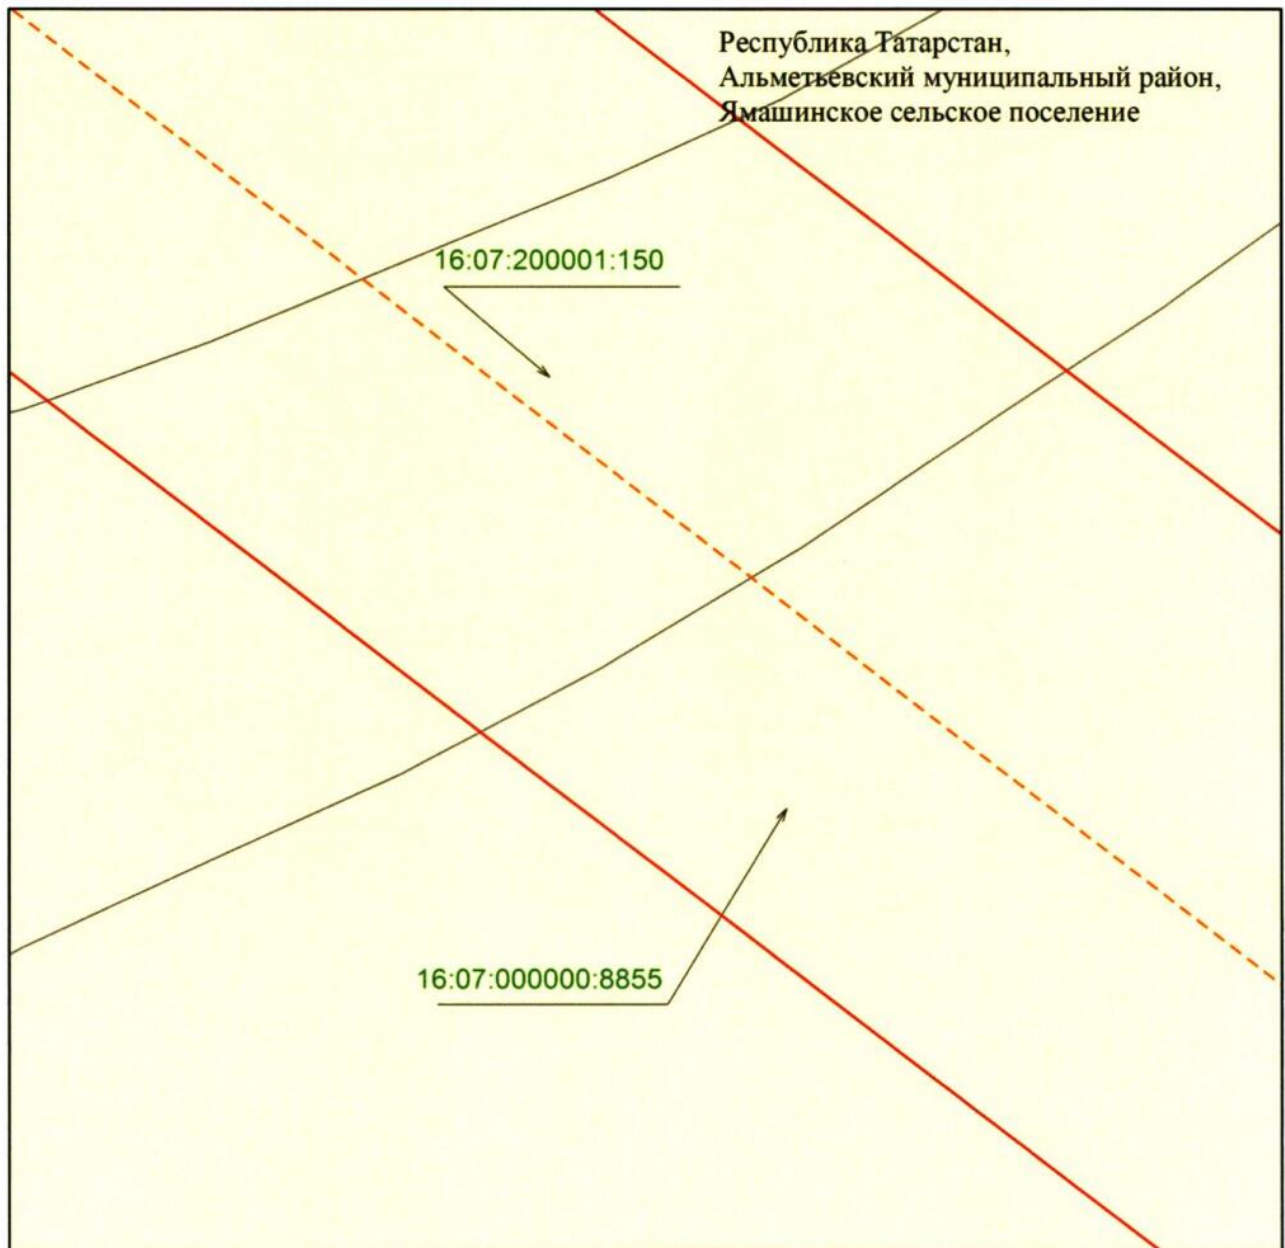 Республика Татарстан,
Альметьевский муниципальный район,
Ямашинское сельское поселение
16:07:200001:150
16:07:000000:8855